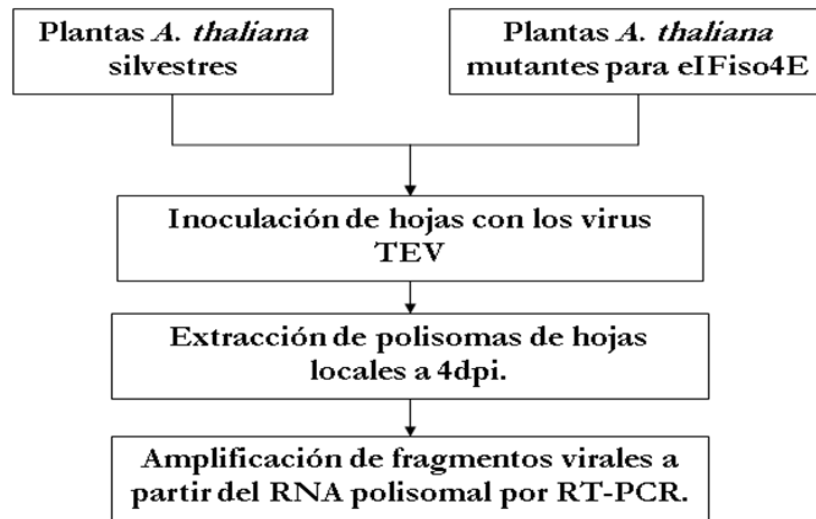 Plantas A. thaliana
silvestres
Plantas A. thaliana
mutantes para eIFiso4E
Inoculación de hojas con los virus
TEV
Extracción de polisomas de hojas
locales a 4dpi.
Amplificación de fragmentos virales a
partir del RNA polisomal por RT-PCR.